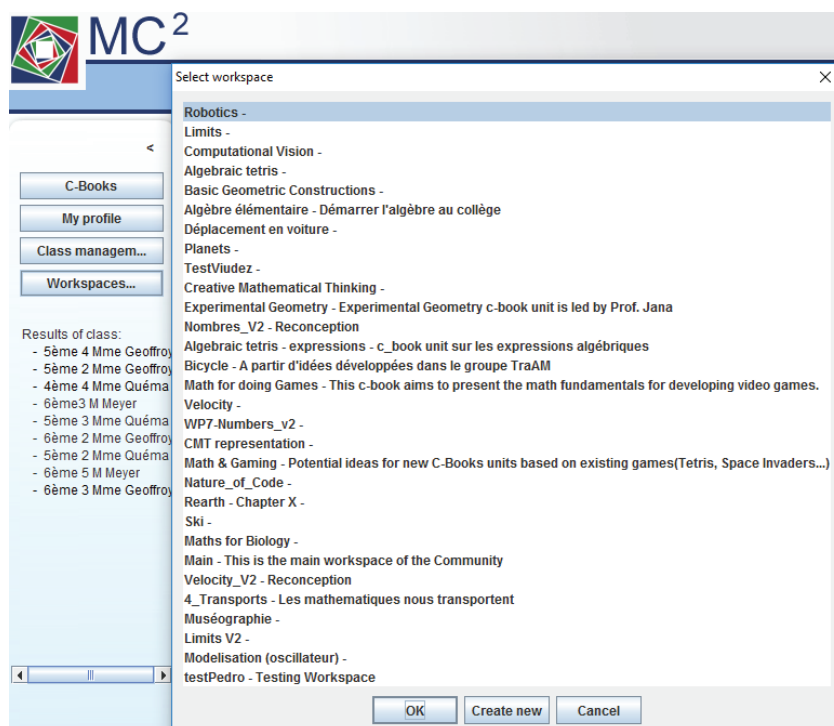 MC²
Select workspace
Robotics -
Limits -
Computational Vision -
Algebraic tetris -
Basic Geometric Constructions -
Algèbre élémentaire - Démarrer l'algèbre au collège
Déplacement en voiture -
Planets -
TestViudez -
Creative Mathematical Thinking -
Experimental Geometry - Experimental Geometry c-book unit is led by Prof. Jana
Nombres_V2 - Reconception
Algebraic tetris - expressions - c_book unit sur les expressions algébriques
Bicycle - A partir d'idées développées dans le groupe TraAM
Math for doing Games - This c-book aims to present the math fundamentals for developing video games.
Velocity -
WP7-Numbers_v2 -
CMT representation -
Math & Gaming - Potential ideas for new C-Books units based on existing games(Tetris, Space Invaders...)
Nature_of_Code -
Rearth - Chapter X -
Ski -
Maths for Biology -
Main - This is the main workspace of the Community
Velocity_V2 - Reconception
4_Transports - Les mathematiques nous transportent
Muséographie -
Limits V2 -
Modelisation (oscillateur) -
testPedro - Testing Workspace
OK
Create new
Cancel
<
C-Books
My profile
Class managem...
Workspaces...
Results of class:
- 5ème 4 Mme Geoffroy
- 5ème 2 Mme Geoffroy
- 4ème 4 Mme Quéma
- 6ème3 M Meyer
- 5ème 3 Mme Quéma
- 6ème 2 Mme Geoffroy
- 5ème 2 Mme Quéma
- 6ème 5 M Meyer
- 6ème 3 Mme Geoffroy